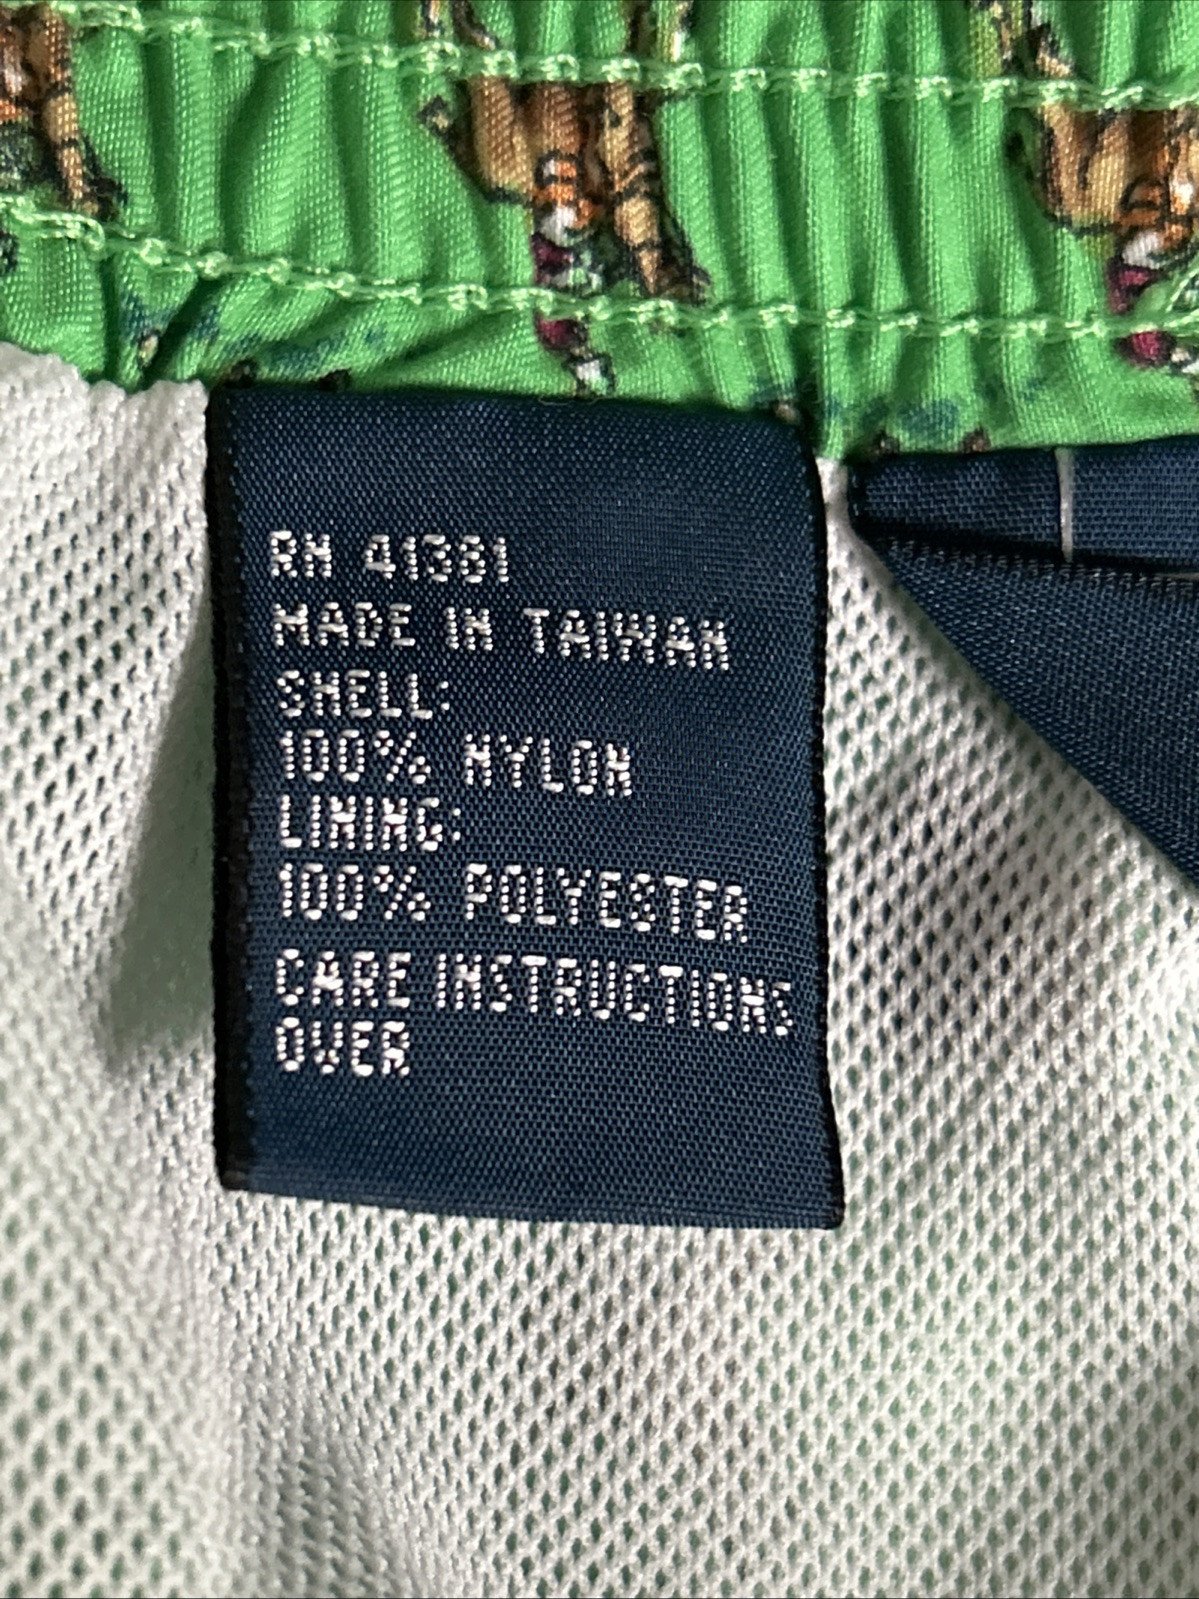 RN 41381
MADE IN TAIWAN
SHELL:
100% NYLON
LINING:
100% POLYESTER
CARE INSTRUCTIONS
OVER